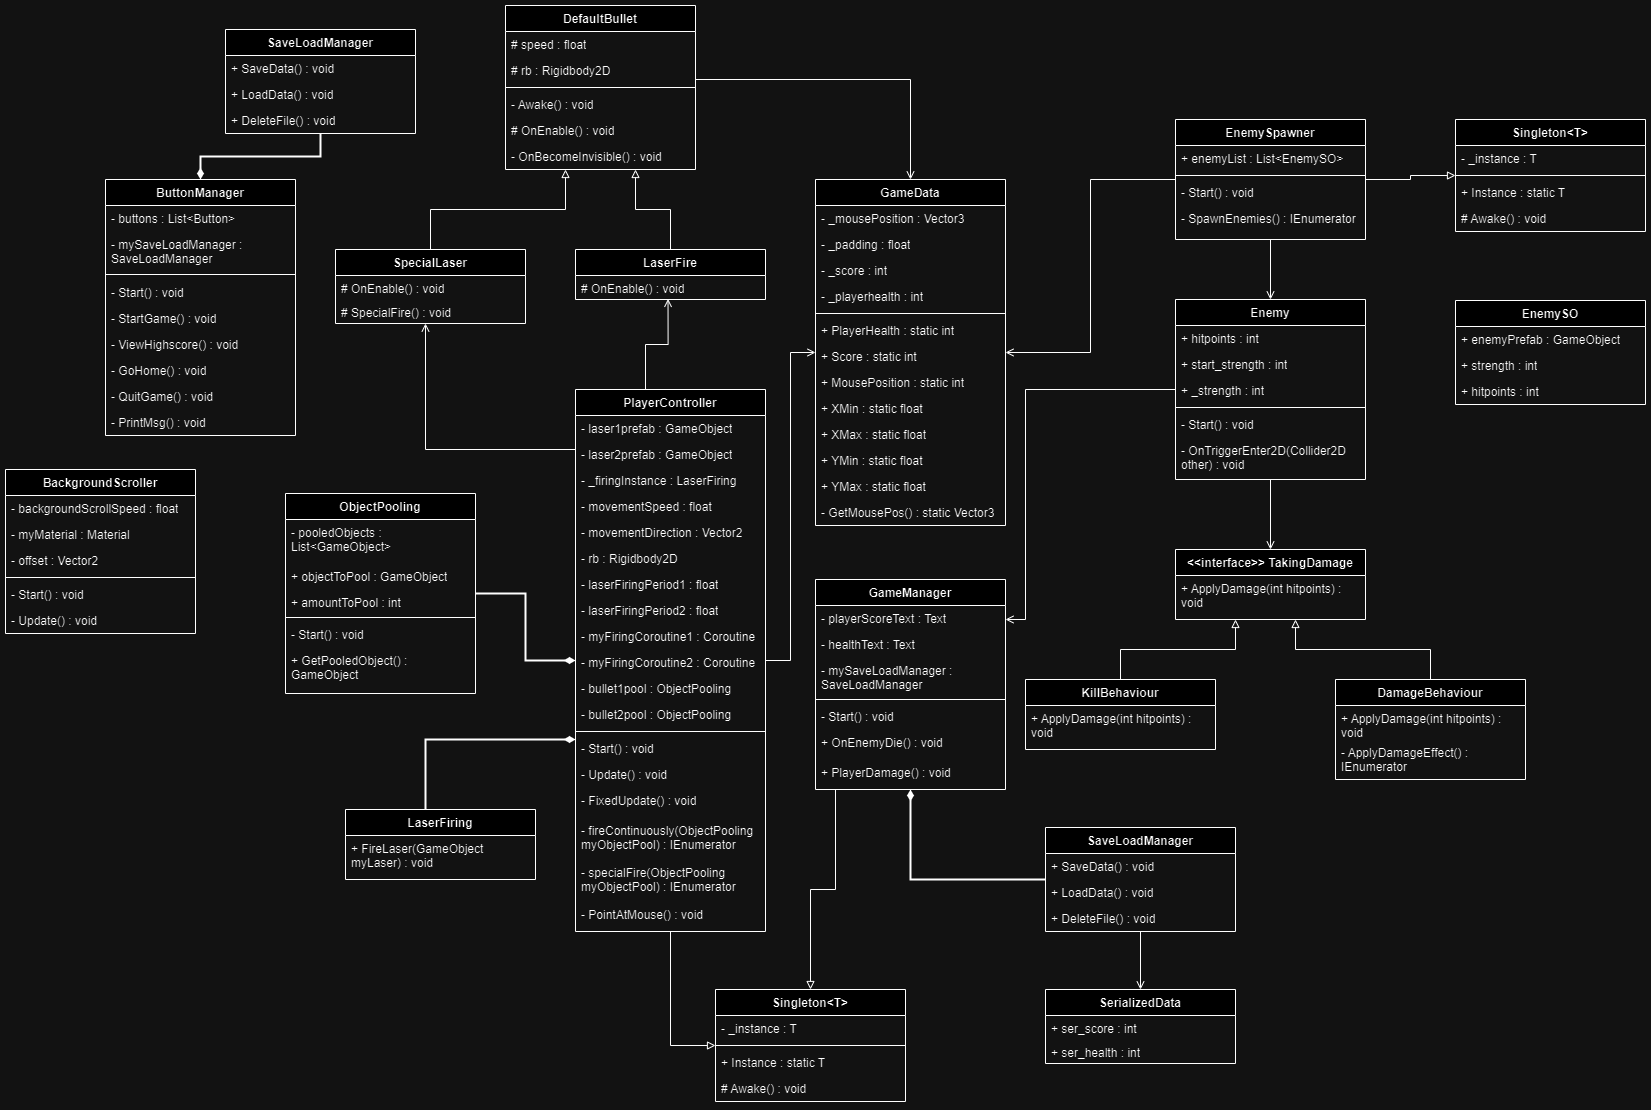 SaveLoadManager
+ SaveData() : void
+ LoadData() : void
+ DeleteFile() : void
DefaultBullet
# speed : float
# rb : Rigidbody2D
- Awake() : void
# OnEnable() : void
- OnBecomeInvisible() : void
EnemySpawner
+ enemyList : List<EnemySO>
- Start() : void
- SpawnEnemies() : IEnumerator
Singleton<T>
- _instance : T
+ Instance : static T
# Awake() : void
ButtonManager
- buttons : List<Button>
- mySaveLoadManager :
SaveLoadManager
- Start() : void
- StartGame() : void
- ViewHighscore() : void
- GoHome() : void
- QuitGame() : void
- PrintMsg() : void
SpecialLaser
# OnEnable() : void
# SpecialFire() : void
LaserFire
# OnEnable() : void
GameData
- _mousePosition : Vector3
- _padding : float
- _score : int
- _playerhealth : int
+ PlayerHealth : static int
+ Score : static int
+ MousePosition : static int
+ XMin : static float
+ XMax : static float
+ YMin : static float
+ YMax : static float
- GetMousePos() : static Vector3
Enemy
+ hitpoints : int
+ start_strength : int
+ _strength : int
- Start() : void
- OnTriggerEnter2D(Collider2D
other) : void
EnemySO
+ enemyPrefab : GameObject
+ strength : int
+ hitpoints : int
BackgroundScroller
- backgroundScrollSpeed : float
- myMaterial : Material
- offset : Vector2
- Start() : void
- Update() : void
ObjectPooling
- pooledObjects :
List<GameObject>
+ objectToPool : GameObject
+ amountToPool : int
- Start() : void
+ GetPooledObject() :
GameObject
PlayerController
- laser1prefab : GameObject
- laser2prefab : GameObject
- _firingInstance : LaserFiring
- movementSpeed : float
- movementDirection : Vector2
- rb : Rigidbody2D
- laserFiringPeriod1 : float
- laserFiringPeriod2 : float
- myFiringCoroutine1 : Coroutine
- myFiringCoroutine2 : Coroutine
- bullet1pool : ObjectPooling
- bullet2pool : ObjectPooling
- Start() : void
- Update() : void
- FixedUpdate() : void
- fireContinuously(ObjectPooling
myObjectPool) : IEnumerator
- specialFire(ObjectPooling
myObjectPool) : IEnumerator
- PointAtMouse() : void
LaserFiring
+ FireLaser(GameObject
myLaser) : void
GameManager
- playerScoreText : Text
- healthText : Text
- mySaveLoadManager :
SaveLoadManager
- Start() : void
+ OnEnemyDie() : void
+ PlayerDamage() : void
<<interface>> TakingDamage
+ ApplyDamage(int hitpoints) :
void
KillBehaviour
+ ApplyDamage(int hitpoints) :
void
DamageBehaviour
+ ApplyDamage(int hitpoints) :
void
- ApplyDamageEffect() :
IEnumerator
SaveLoadManager
+ SaveData() : void
+ LoadData() : void
+ DeleteFile() : void
Singleton<T>
- _instance : T
+ Instance : static T
# Awake() : void
SerializedData
+ ser_score : int
+ ser_health : int